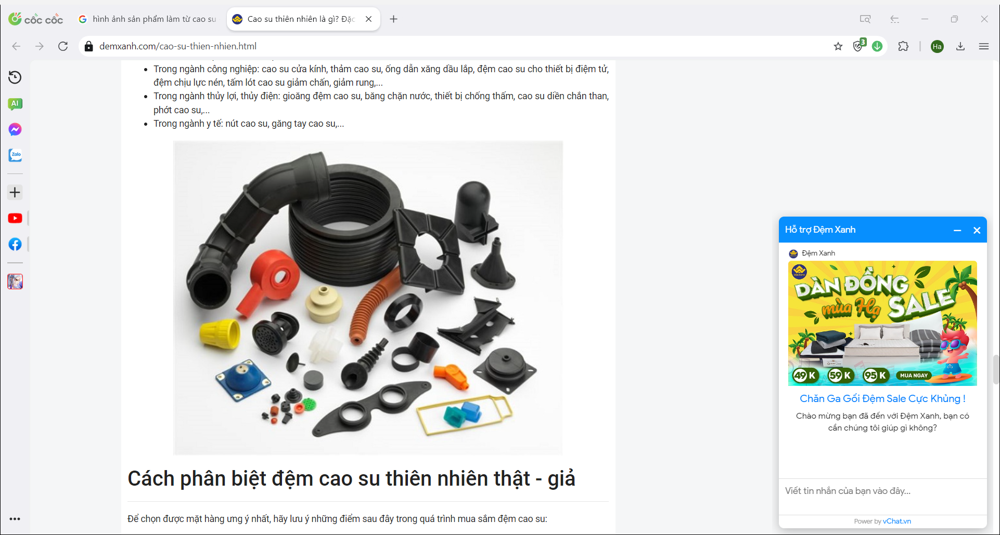 cốc cốc
hình ảnh sản phẩm làm từ cao su
Cao su thiên nhiên là gì? Đặc
demxanh.com/cao-su-thien-nhien.html
3
Ha
AI
Zalo
Trong ngành công nghiệp: cao su cửa kính, thảm cao su, ống dẫn xăng dầu lắp, đệm cao su cho thiết bị điệm tử,
đệm chịu lực nén, tấm lót cao su giảm chấn, giảm rung,...
Trong ngành thủy lợi, thủy điện: gioăng đệm cao su, băng chặn nước, thiết bị chống thấm, cao su diền chắn than,
phớt cao su,...
Trong ngành y tế: nút cao su, găng tay cao su,...
Cách phân biệt đệm cao su thiên nhiên thật - giả
Để chọn được mặt hàng ưng ý nhất, hãy lưu ý những điểm sau đây trong quá trình mua sắm đệm cao su:
Hỗ trợ Đệm Xanh
Đệm Xanh
ĐỆM XANH
DÀN ĐỒNG
mùa Hạ SALE
49 K
59 K
95 K
MUA NGAY
Chăn Ga Gối Đệm Sale Cực Khủng !
Chào mừng bạn đã đến với Đệm Xanh, bạn có
cần chúng tôi giúp gì không?
Viết tin nhắn của bạn vào đây...
Power by vChat.vn